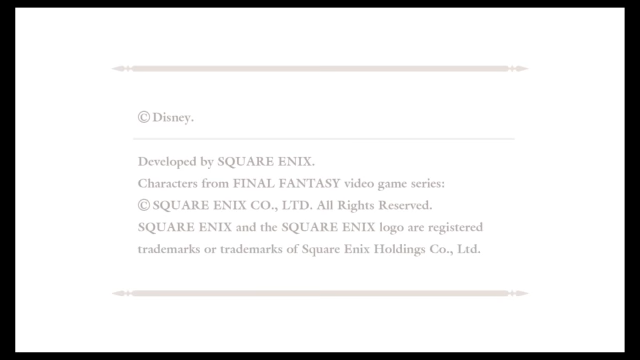 © Disney.
Developed by SQUARE ENIX.
Characters from FINAL FANTASY video game series:
© SQUARE ENIX CO., LTD. All Rights Reserved.
SQUARE ENIX and the SQUARE ENIX logo are registered
trademarks or trademarks of Square Enix Holdings Co., Ltd.